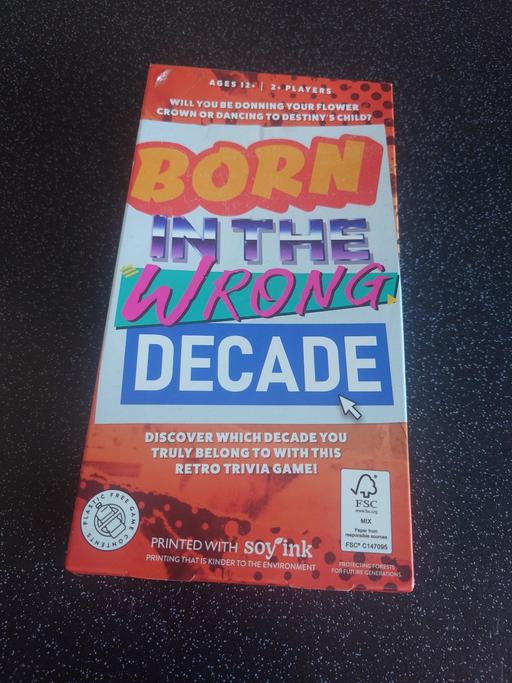 AGES 12+ | 2+ PLAYERS
WILL YOU BE DONNING YOUR FLOWER
CROWN OR DANCING TO DESTINY'S CHILD?
BORN
IN THE
WRONG
DECADE
DISCOVER WHICH DECADE YOU
TRULY BELONG TO WITH THIS
RETRO TRIVIA GAME!
PLASTIC FREE GAME CONTENTS
FSC
www.fsc.org
MIX
Paper from
responsible sources
FSC® C147095
PRINTED WITH soy ink
PRINTING THAT IS KINDER TO THE ENVIRONMENT
PROTECTING FORESTS
FOR FUTURE GENERATIONS